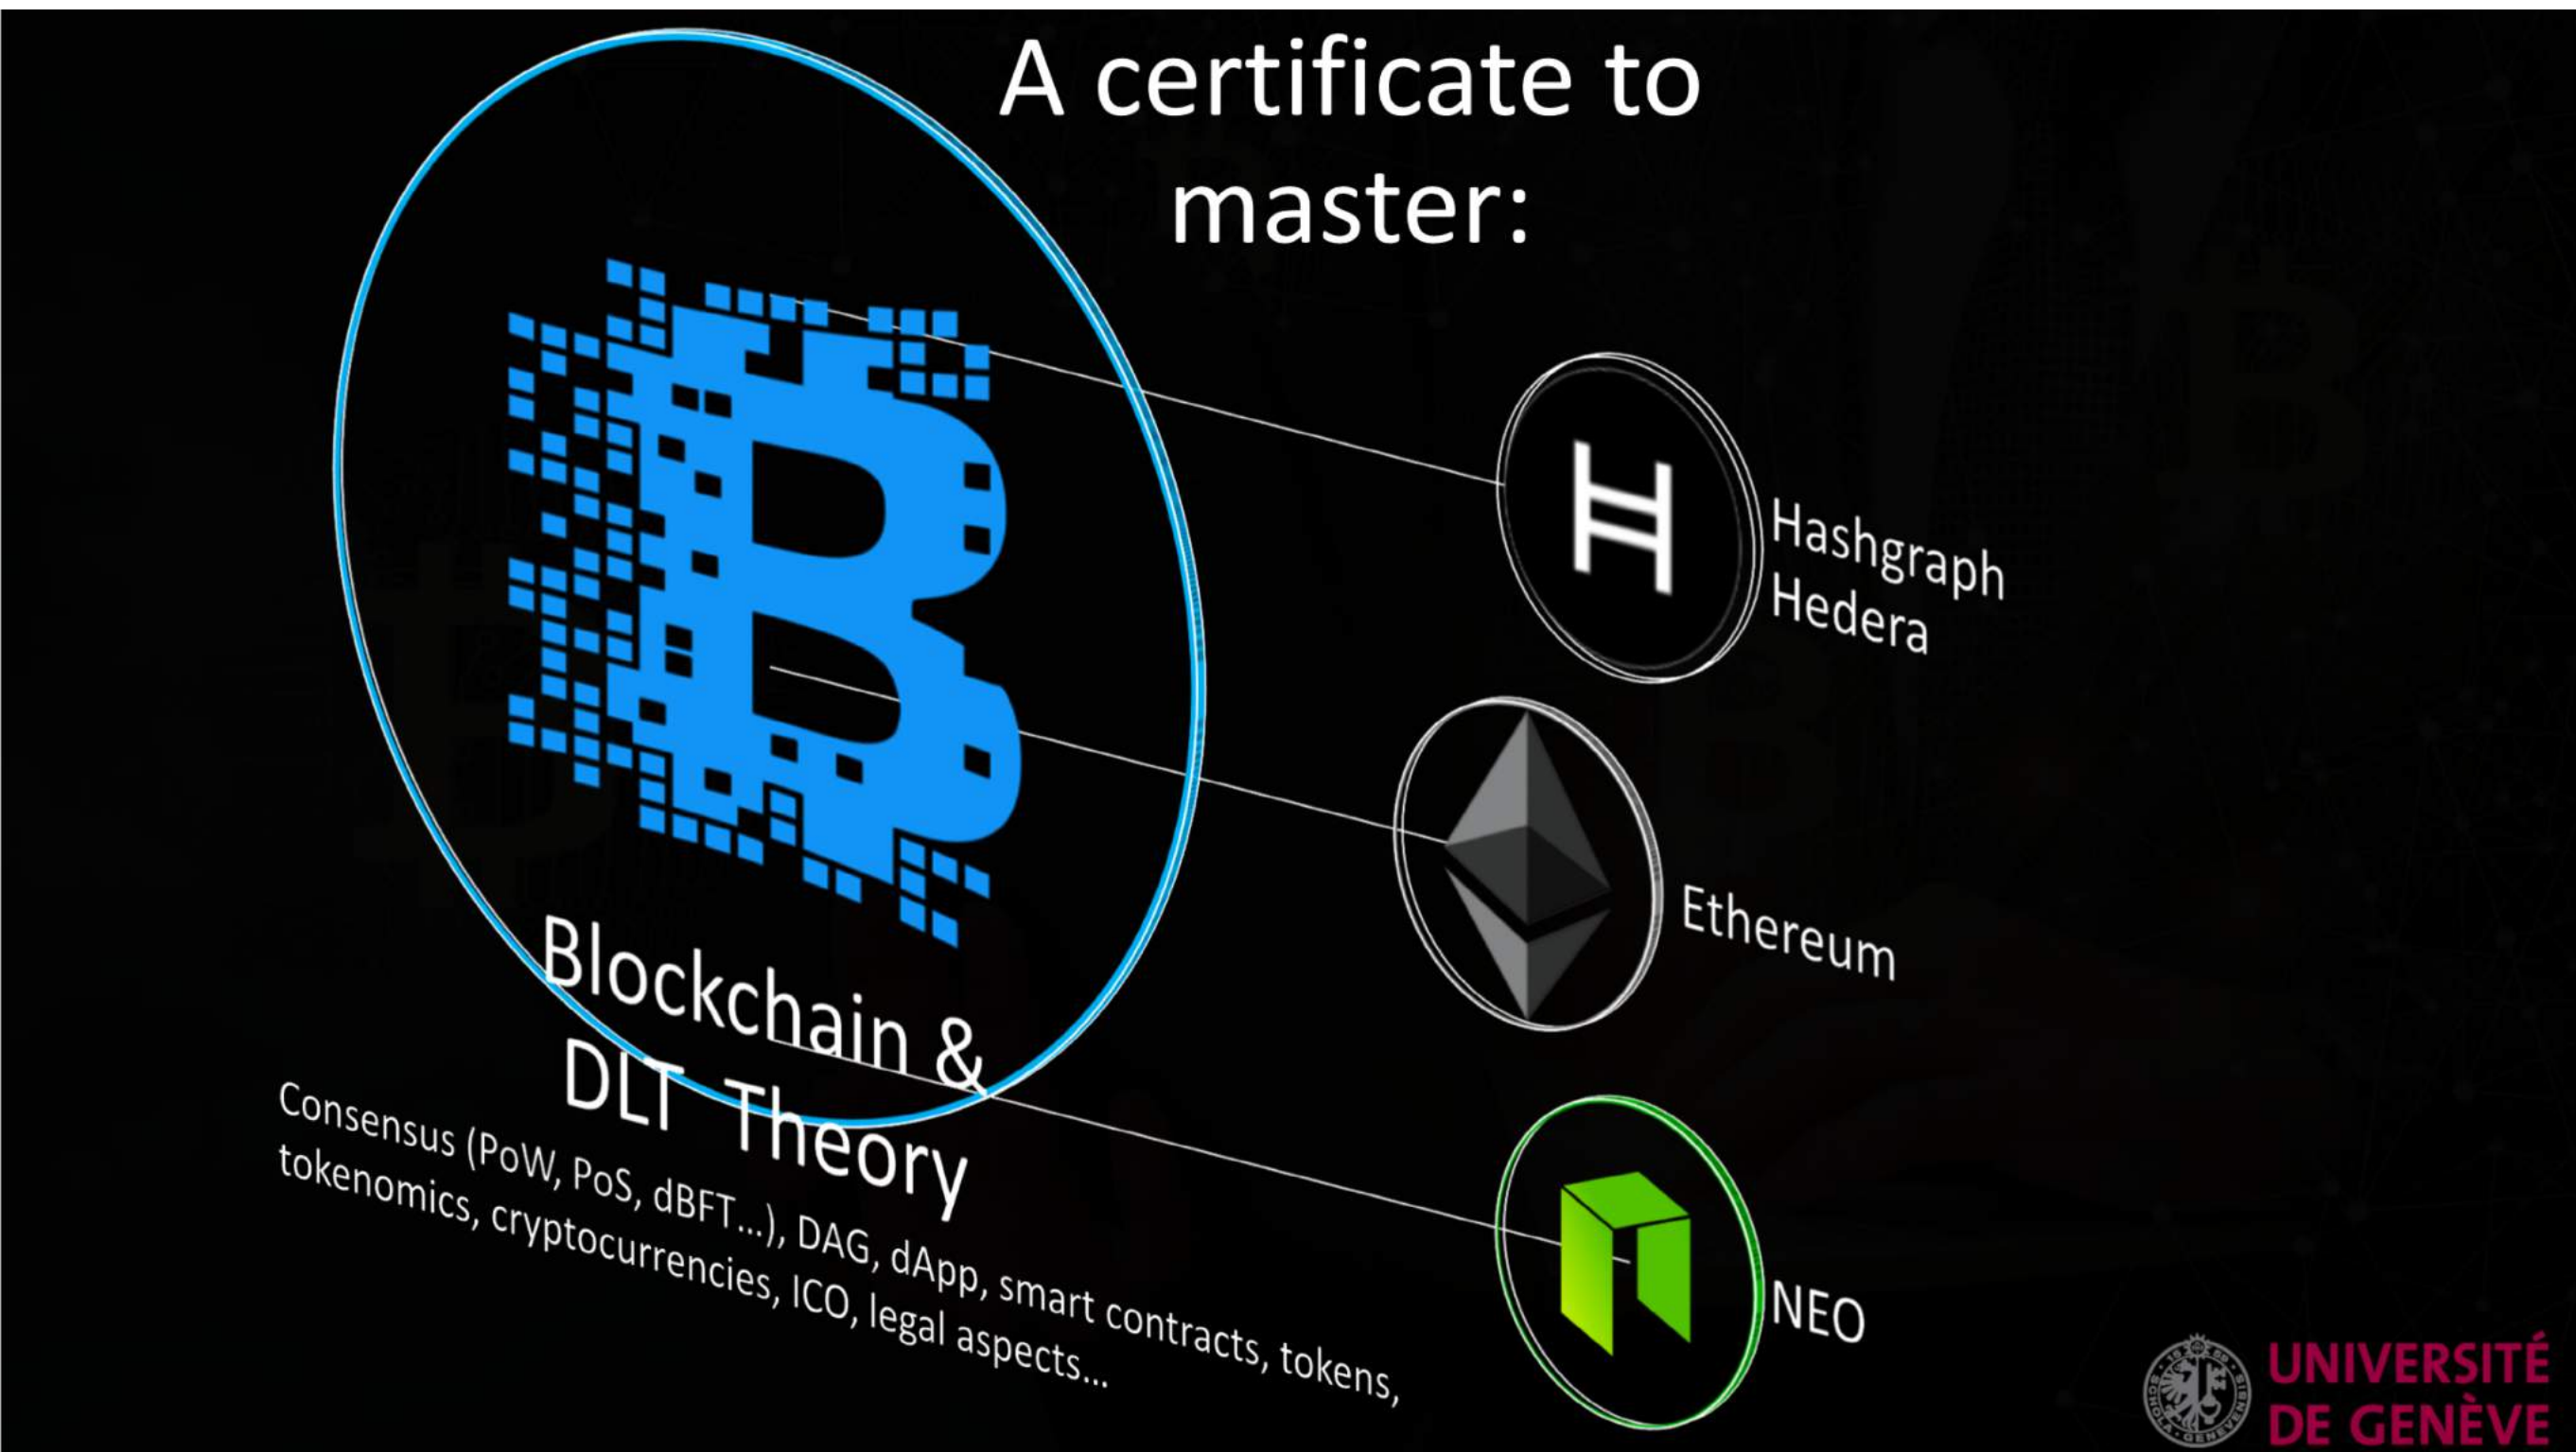 A certificate to
master:
Hashgraph
Hedera
Ethereum
Blockchain &
DLT Theory
Consensus (PoW, PoS, dBFT...), DAG, dApp, smart contracts, tokens,
tokenomics, cryptocurrencies, ICO, legal aspects...
NEO
UNIVERSITÉ
DE GENÈVE